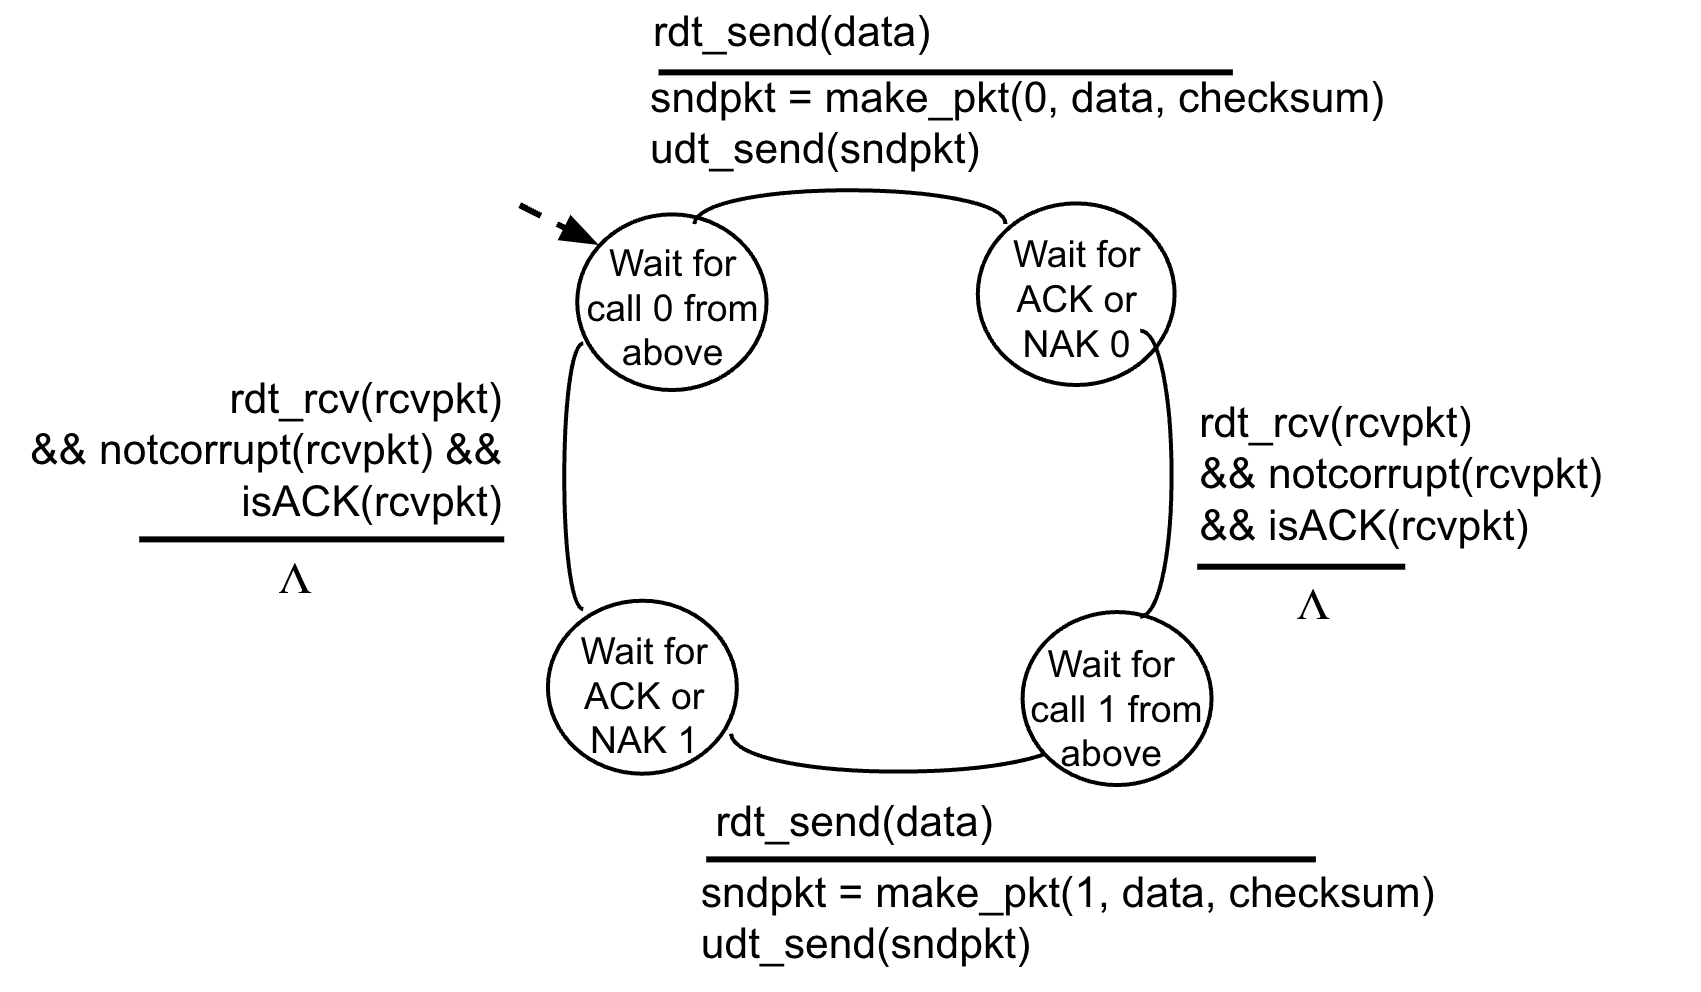 rdt_send(data)
sndpkt = make_pkt(0, data, checksum)
udt_send(sndpkt)
Wait for
call 0 from
above
Wait for
ACK or
NAK 0
rdt_rcv(rcvpkt)
&& notcorrupt(rcvpkt) &&
isACK(rcvpkt)
Λ
rdt_rcv(rcvpkt)
&& notcorrupt(rcvpkt)
&& isACK(rcvpkt)
Λ
Wait for
ACK or
NAK 1
Wait for
call 1 from
above
rdt_send(data)
sndpkt = make_pkt(1, data, checksum)
udt_send(sndpkt)